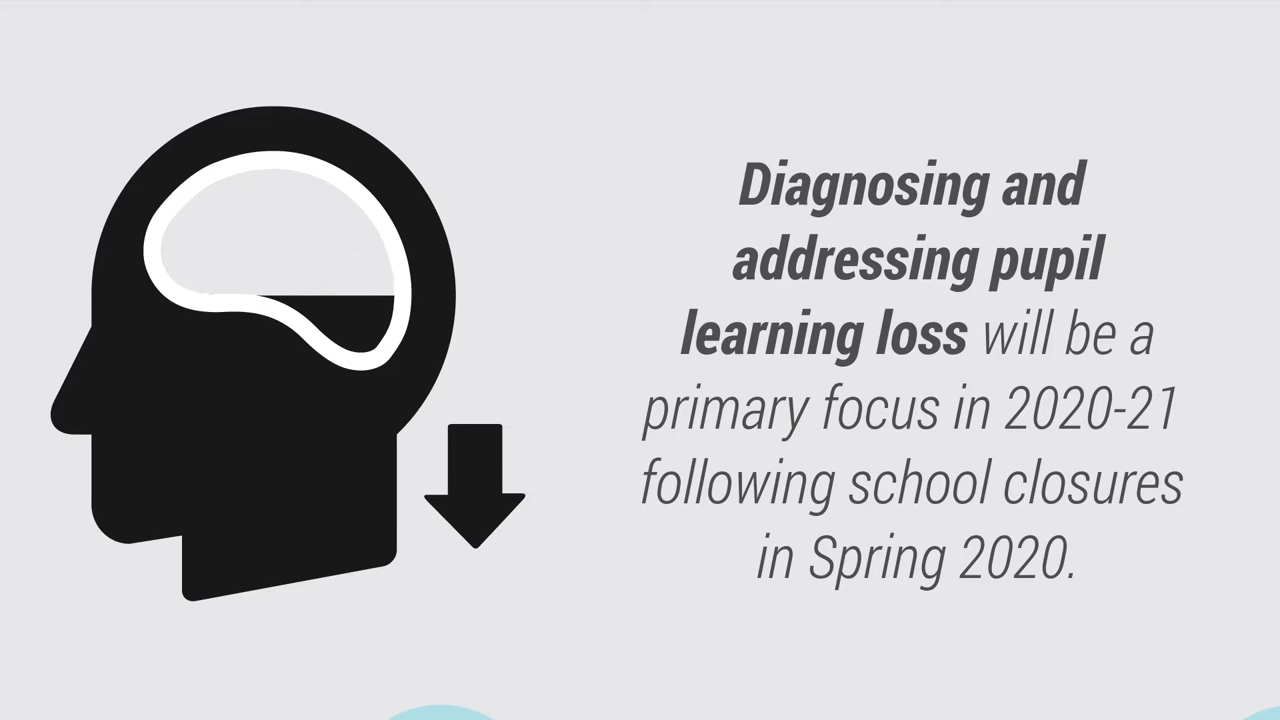 Diagnosing and
addressing pupil
learning loss will be a
primary focus in 2020-21
following school closures
in Spring 2020.